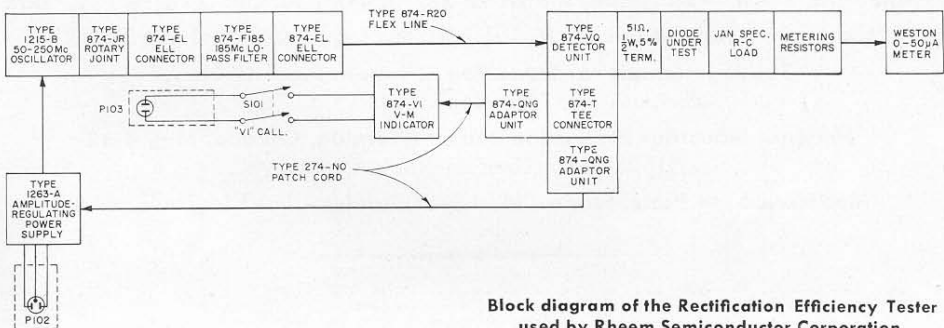 TYPE
1215-B
50-250Mc
OSCILLATOR
TYPE
874-JR
ROTARY
JOINT
TYPE
874-EL
ELL
CONNECTOR
TYPE
874-F185
185Mc LO-
PASS FILTER
TYPE
874-EL
ELL
CONNECTOR
TYPE 874-R20
FLEX LINE
TYPE
874-VQ
DETECTOR
UNIT
51Ω,
½W,5%
TERM.
DIODE
UNDER
TEST
JAN SPEC.
R-C
LOAD
METERING
RESISTORS
WESTON
0-50µA
METER
P103
S101
"VI" CALL.
TYPE
874-VI
V-M
INDICATOR
TYPE
874-QNG
ADAPTOR
UNIT
TYPE
874-T
TEE
CONNECTOR
TYPE
874-QNG
ADAPTOR
UNIT
TYPE 274-NO
PATCH CORD
TYPE
1263-A
AMPLITUDE-
REGULATING
POWER
SUPPLY
P102
Block diagram of the Rectification Efficiency Tester
used by Rheem Semiconductor Corporation